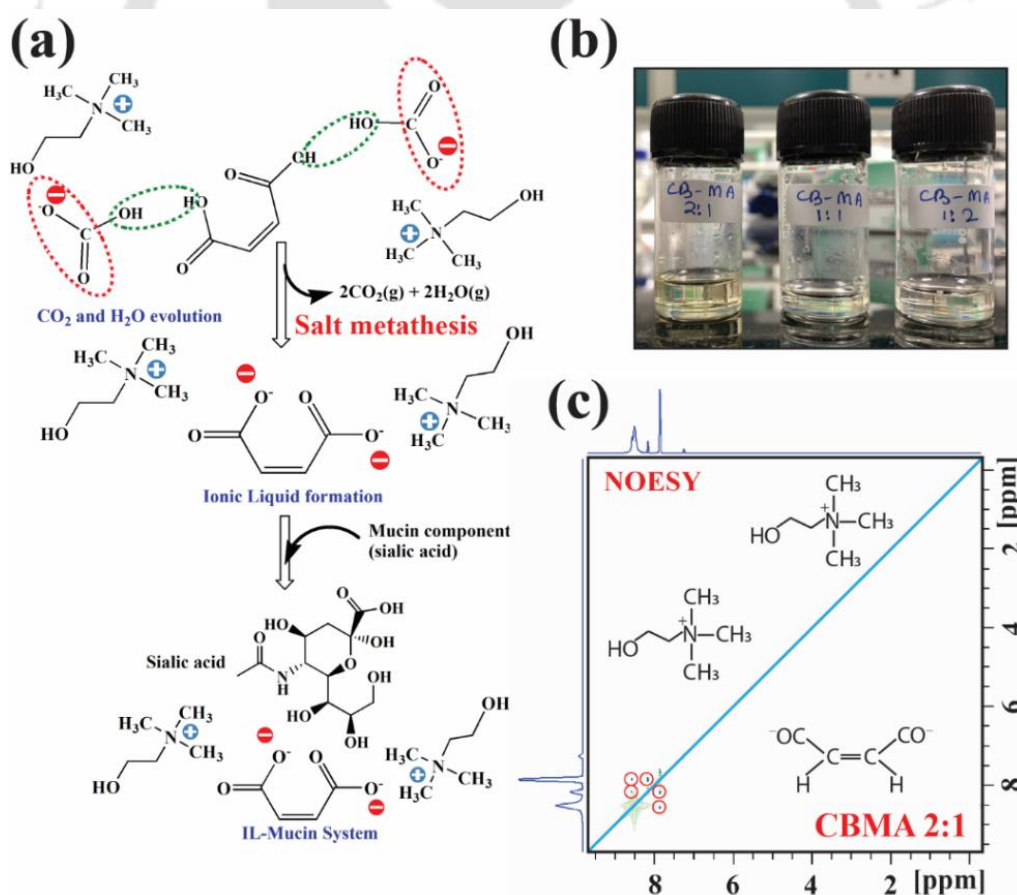 (a)
CH₃
H₃C
N
CH₃
HO
O
HO
O⁻
O
OH
O⁻
OH
O
HO
O
O
CH
OH
CH₃
H₃C
N
H₃C
2CO₂(g) + 2H₂O(g)
CO₂ and H₂O evolution
Salt metathesis
CH₃
H₃C
N
CH₃
HO
O⁻
O
O
O⁻
OH
CH₃
N
H₃C
CH₃
Ionic Liquid formation
Mucin component
(sialic acid)
O
OH
HO
OH
O
O
N
H
OH
HO
OH
OH
Sialic acid
CH₃
H₃C
N
CH₃
HO
O⁻
O
O
O⁻
OH
CH₃
H₃C
N
CH₃
IL-Mucin System
(b)
CB-MA
2:1
CB-MA
1:1
CB-MA
1:2
(c)
NOESY
CH₃
HO
N⁺
CH₃
CH₃
CH₃
HO
N⁺
CH₃
CH₃
⁻OC
CO⁻
H
H
CBMA 2:1
[ppm]
2
4
6
8
8
6
4
2
[ppm]